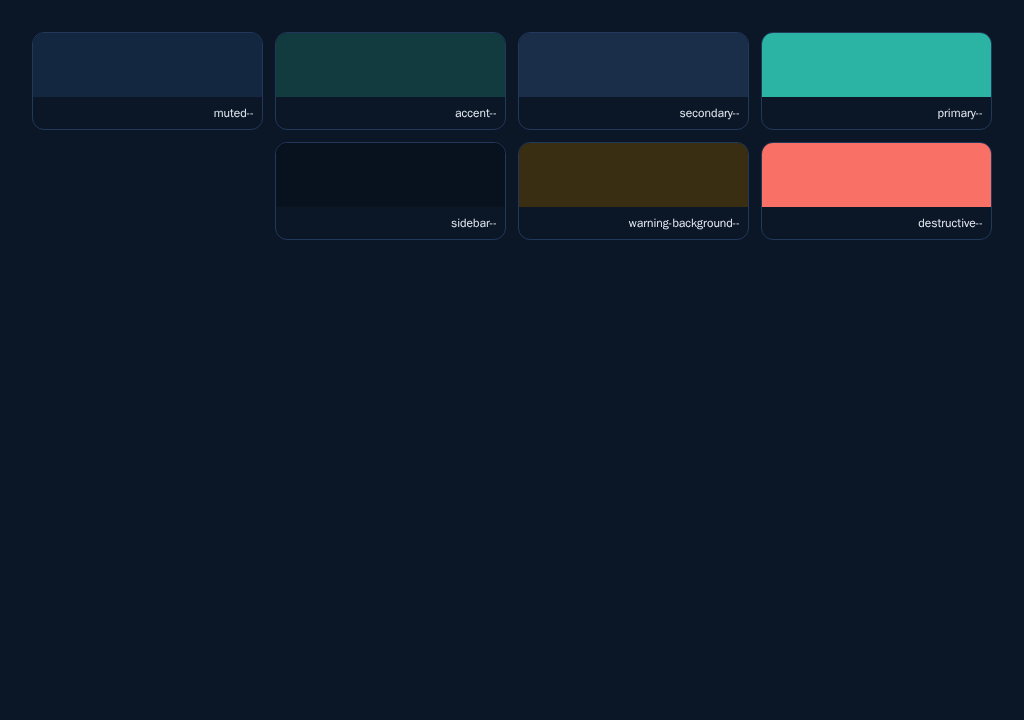 primary--
secondary--
accent--
muted--
destructive--
warning-background--
sidebar--